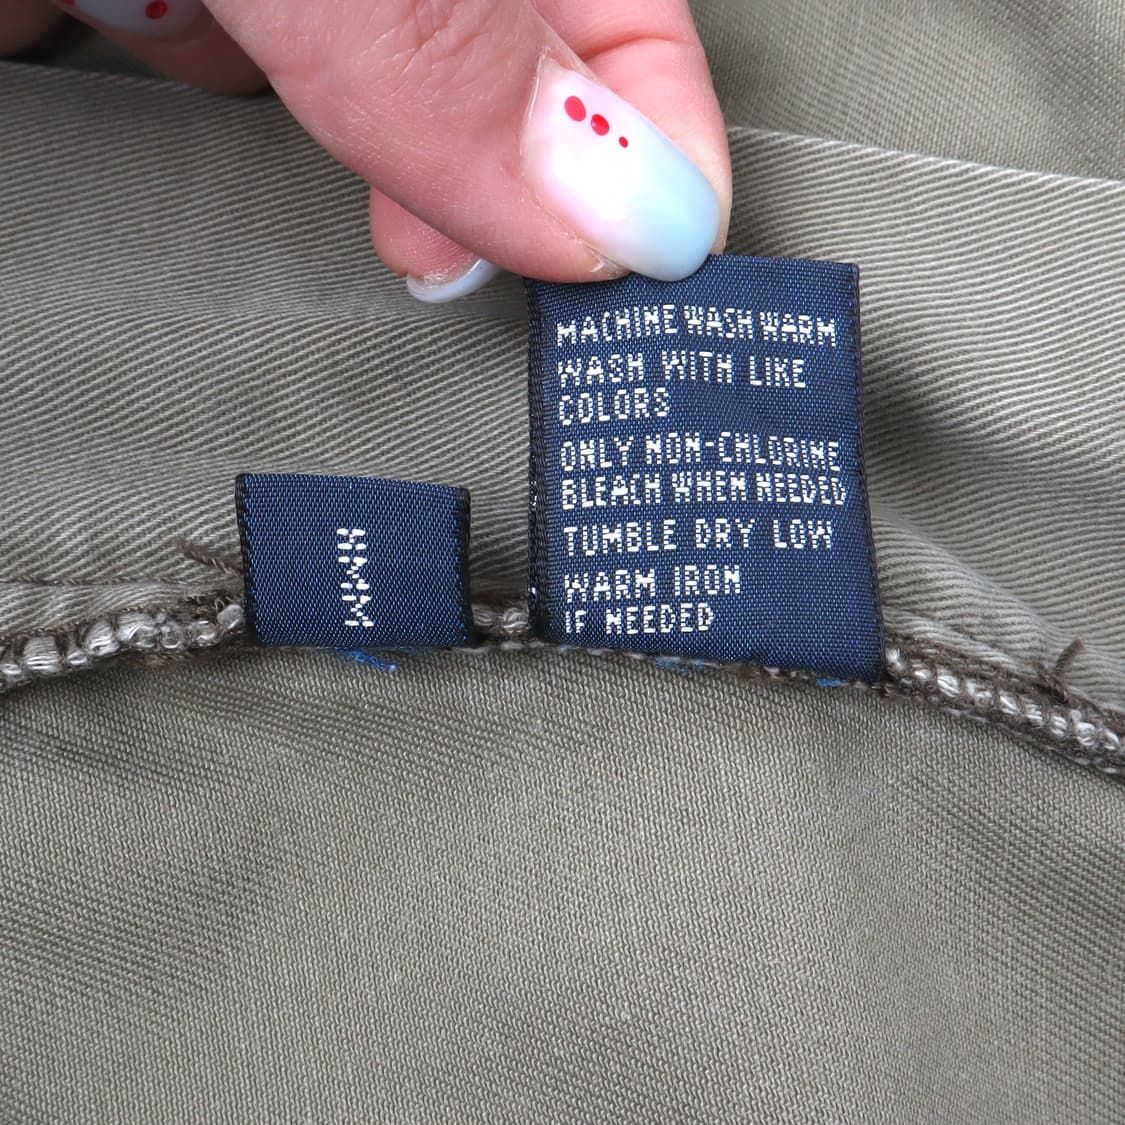 MACHINE WASH WARM
WASH WITH LIKE
COLORS
ONLY NON-CHLORINE
BLEACH WHEN NEEDED
TUMBLE DRY LOW
WARM IRON
IF NEEDED